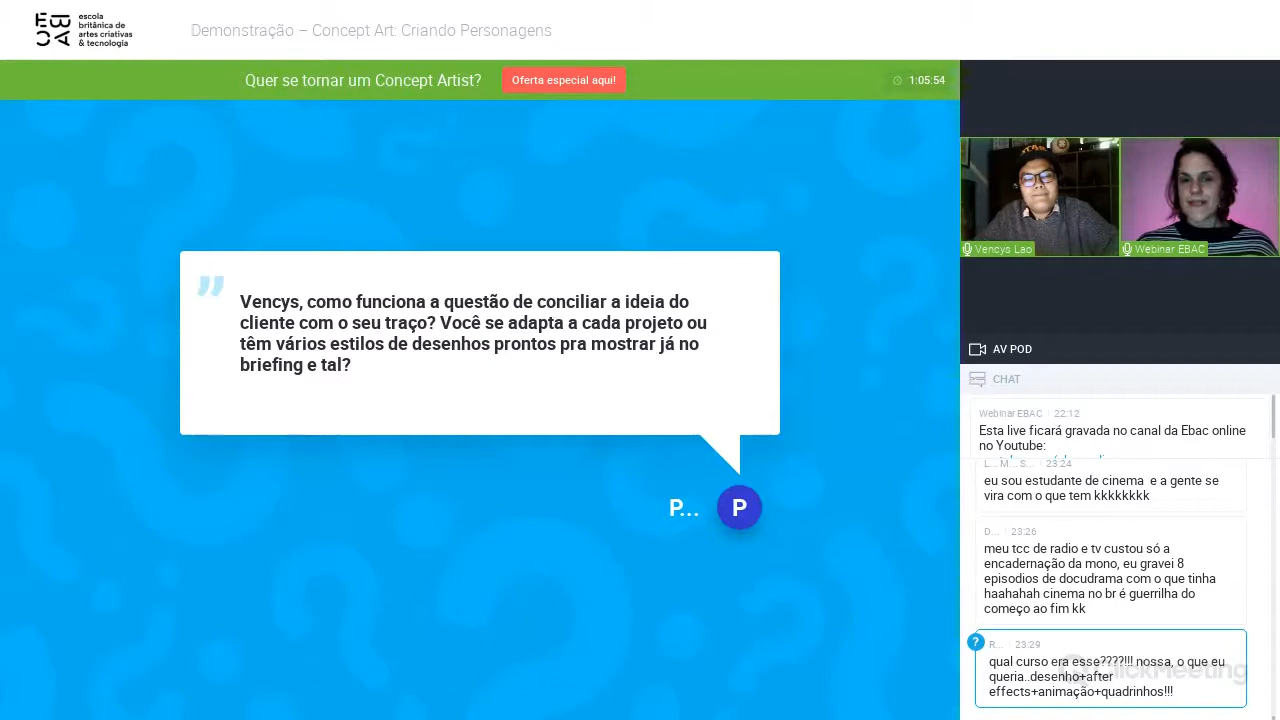 EBAC
escola
britânica de
artes criativas
& tecnologia
Demonstração – Concept Art: Criando Personagens
Quer se tornar um Concept Artist?
Oferta especial aqui!
1:05:54
Vencys, como funciona a questão de conciliar a ideia do
cliente com o seu traço? Você se adapta a cada projeto ou
têm vários estilos de desenhos prontos pra mostrar já no
briefing e tal?
P...
P
Vencys Lao
Webinar EBAC
AV POD
CHAT
Webinar EBAC 22:12
Esta live ficará gravada no canal da Ebac online
no Youtube:
L... M... S... 23:24
eu sou estudante de cinema e a gente se
vira com o que tem kkkkkkkk
D... 23:26
meu tcc de radio e tv custou só a
encadernação da mono, eu gravei 8
episodios de docudrama com o que tinha
haahahah cinema no br é guerrilha do
começo ao fim kk
?
R... 23:29
qual curso era esse????!!! nossa, o que eu
queria..desenho+after
effects+animação+quadrinhos!!!
ClickMeeting